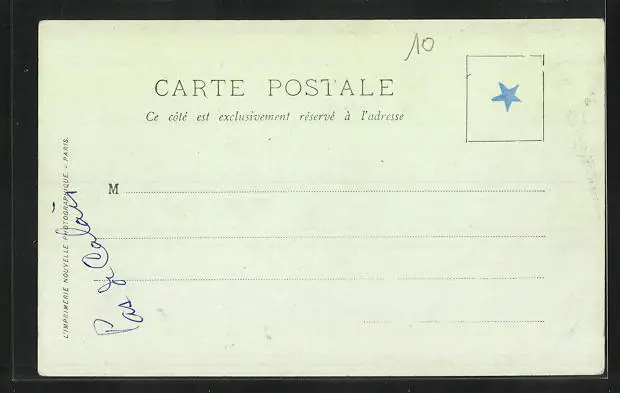 10
CARTE POSTALE
Ce côté est exclusivement réservé à l'adresse
M
L'IMPRIMERIE NOUVELLE PHOTOGRAPHIQUE. - PARIS.
Pas de Calais